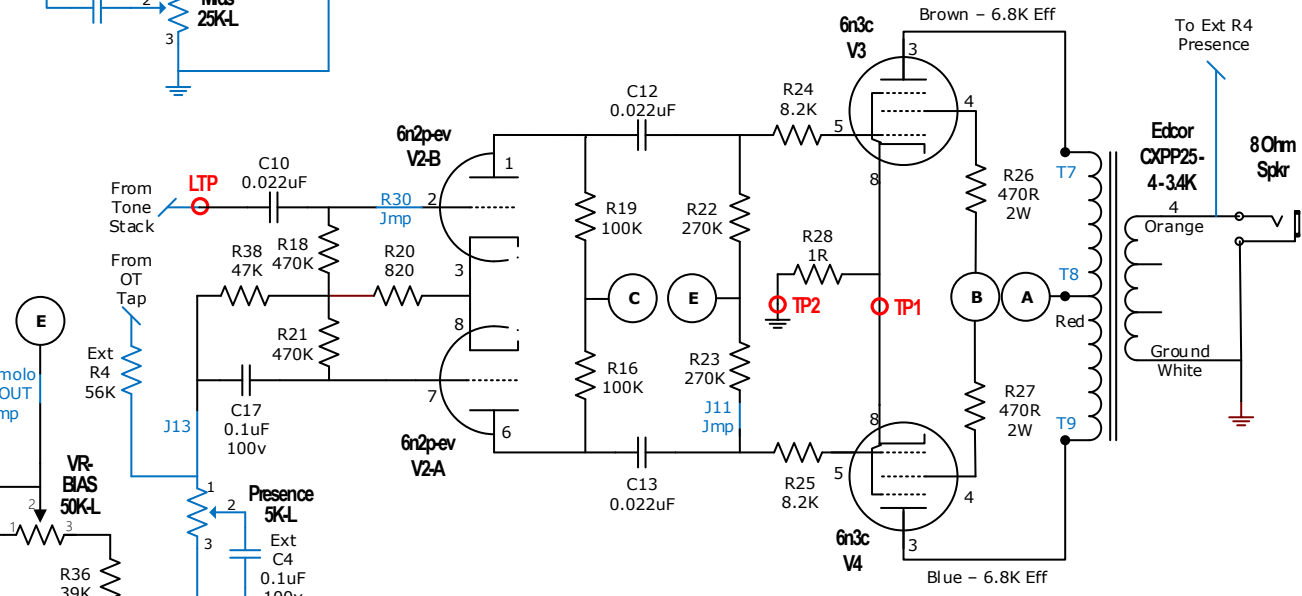 2
Mids
25K-L
3
Brown – 6.8K Eff
To Ext R4
Presence
6n3c
V3
3
C12
0.022uF
R24
8.2K
4
5
8
6n2p-ev
V2-B
1
Edcor
CXPP25-
4-3.4K
8 Ohm
Spkr
C10
0.022uF
LTP
From
Tone
Stack
R30
Jmp
2
R19
100K
R22
270K
R26
470R
2W
T7
4
Orange
R38
47K
R18
470K
R20
820
3
R28
1R
From
OT
Tap
C
E
TP2
TP1
B
A
T8
Red
E
R21
470K
8
Ext
R4
56K
R16
100K
R23
270K
Ground
White
molo
OUT
mp
7
C17
0.1uF
100v
J13
J11
Jmp
R27
470R
2W
8
T9
6
6n2p-ev
V2-A
VR-
BIAS
50K-L
5
C13
0.022uF
R25
8.2K
4
1
2
Presence
5K-L
2
1
3
3
Ext
C4
0.1uF
100v
R36
39K
6n3c
V4
3
Blue – 6.8K Eff